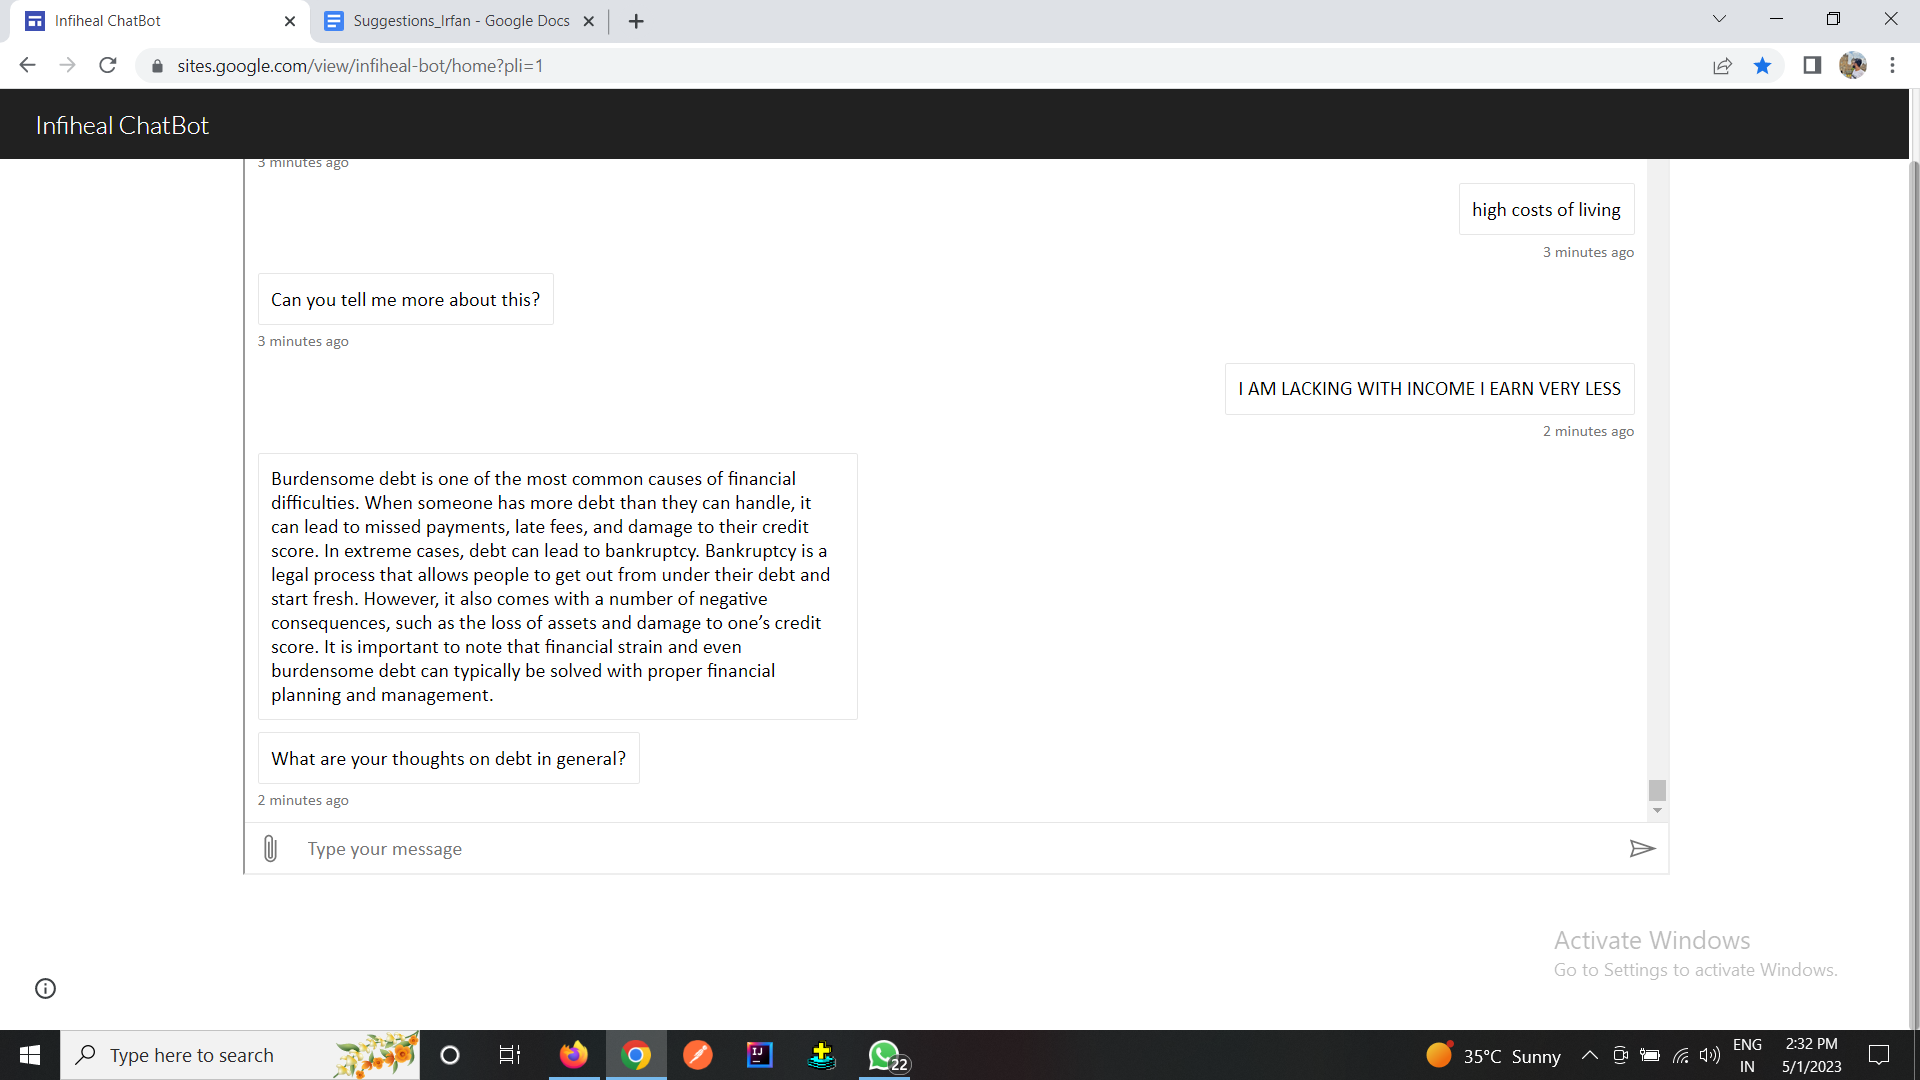 Infiheal ChatBot
Suggestions_Irfan - Google Docs
sites.google.com/view/infiheal-bot/home?pli=1
Infiheal ChatBot
3 minutes ago
high costs of living
3 minutes ago
Can you tell me more about this?
3 minutes ago
I AM LACKING WITH INCOME I EARN VERY LESS
2 minutes ago
Burdensome debt is one of the most common causes of financial
difficulties. When someone has more debt than they can handle, it
can lead to missed payments, late fees, and damage to their credit
score. In extreme cases, debt can lead to bankruptcy. Bankruptcy is a
legal process that allows people to get out from under their debt and
start fresh. However, it also comes with a number of negative
consequences, such as the loss of assets and damage to one’s credit
score. It is important to note that financial strain and even
burdensome debt can typically be solved with proper financial
planning and management.
What are your thoughts on debt in general?
2 minutes ago
Type your message
Activate Windows
Go to Settings to activate Windows.
Type here to search
IJ
22
35°C Sunny
ENG
IN
2:32 PM
5/1/2023